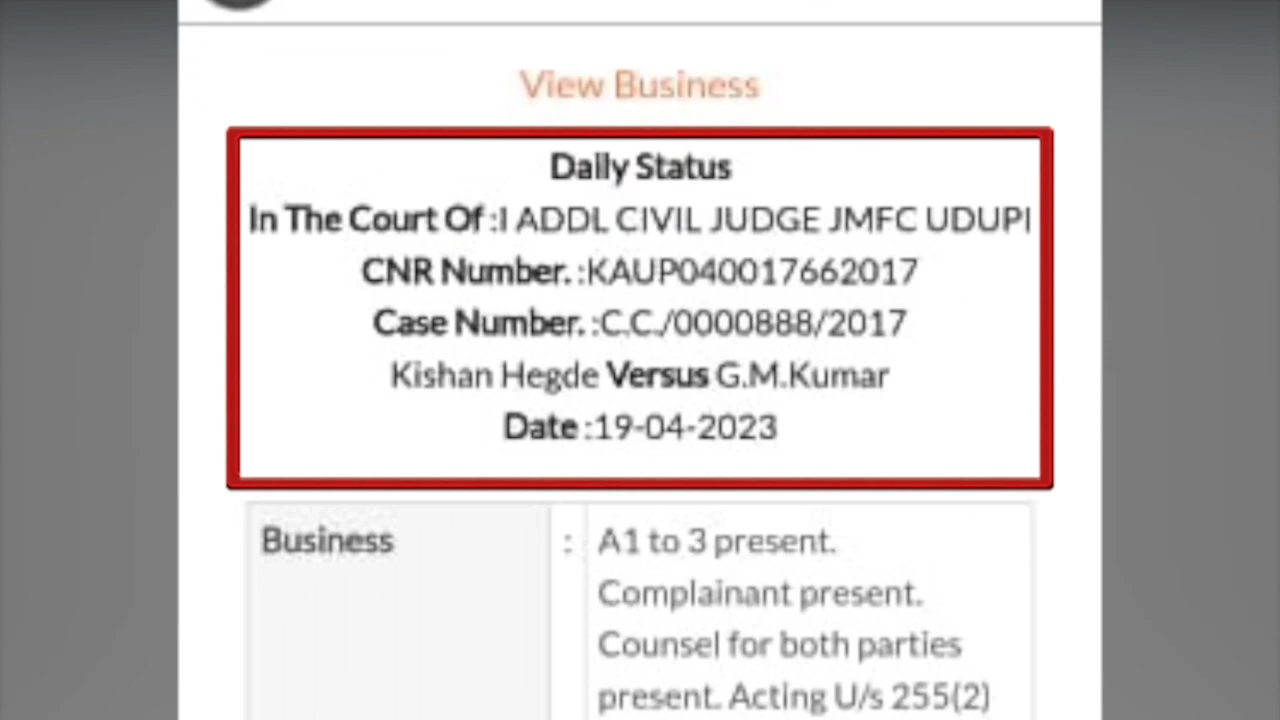 View Business
Daily Status
In The Court Of :I ADDL CIVIL JUDGE JMFC UDUPI
CNR Number. :KAUP040017662017
Case Number. :C.C./0000888/2017
Kishan Hegde Versus G.M.Kumar
Date :19-04-2023
Business : A1 to 3 present.
Complainant present.
Counsel for both parties
present. Acting U/s 255(2)